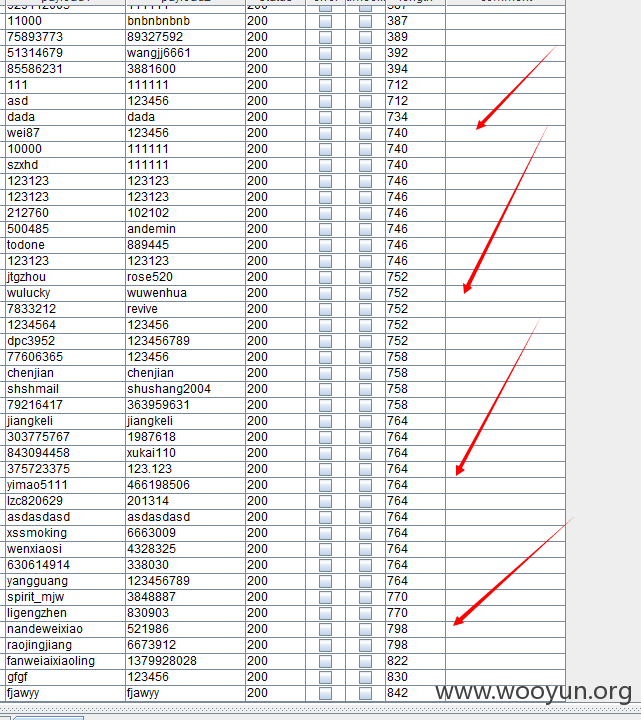 11000 bnbnbnbnb 200 387
75893773 89327592 200 389
51314679 wangjj6661 200 392
85586231 3881600 200 394
111 111111 200 712
asd 123456 200 712
dada dada 200 734
wei87 123456 200 740
10000 111111 200 740
szxhd 111111 200 740
123123 123123 200 746
123123 123123 200 746
212760 102102 200 746
500485 andemin 200 746
todone 889445 200 746
123123 123123 200 746
jtgzhou rose520 200 752
wulucky wuwenhua 200 752
7833212 revive 200 752
1234564 123456 200 752
dpc3952 123456789 200 752
77606365 123456 200 758
chenjian chenjian 200 758
shshmail shushang2004 200 758
79216417 363959631 200 758
jiangkeli jiangkeli 200 764
303775767 1987618 200 764
843094458 xukai110 200 764
375723375 123.123 200 764
yimao5111 466198506 200 764
lzc820629 201314 200 764
asdasdasd asdasdasd 200 764
xssmoking 6663009 200 764
wenxiaosi 4328325 200 764
630614914 338030 200 764
yangguang 123456789 200 764
spirit_mjw 3848887 200 770
ligengzhen 830903 200 770
nandeweixiao 521986 200 798
raojingjiang 6673912 200 798
fanweiaixiaoling 1379928028 200 822
gfgf 123456 200 830
fjawyy fjawyy 200 842
www.wooyun.org